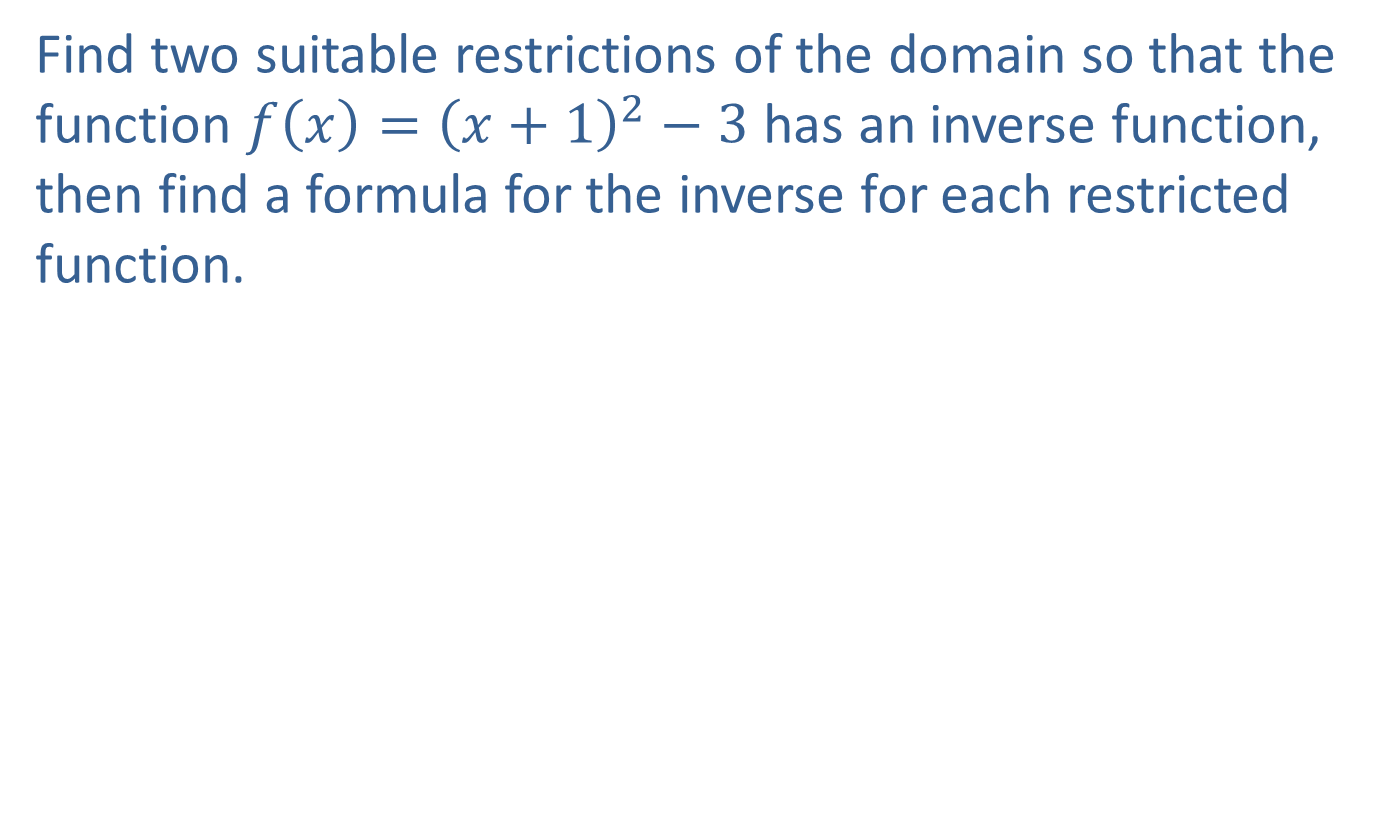 Find two suitable restrictions of the domain so that the
function f(x) = (x + 1)² − 3 has an inverse function,
then find a formula for the inverse for each restricted
function.